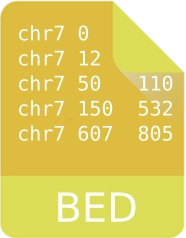 chr7 0
chr7 12
chr7 50 110
chr7 150 532
chr7 607 805
BED